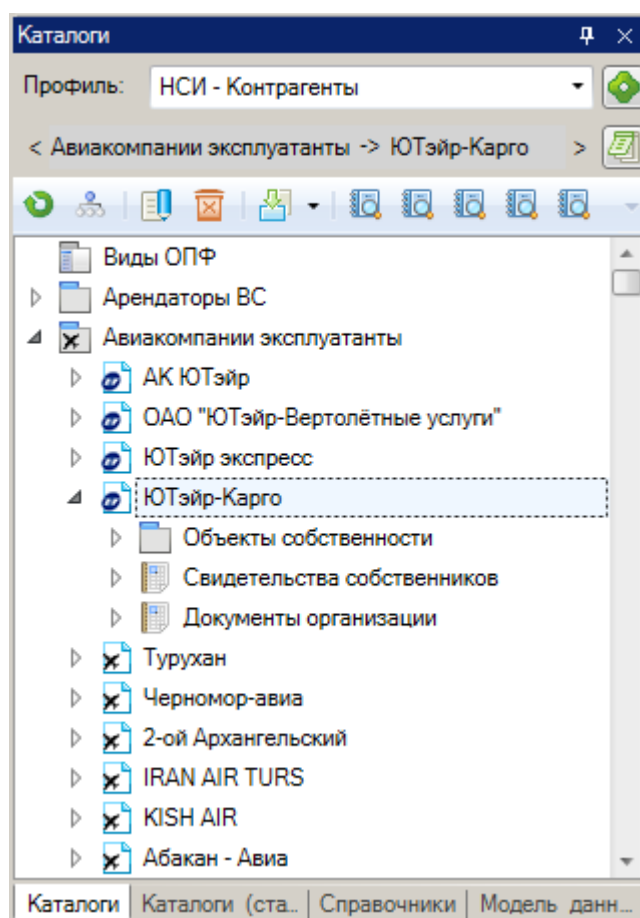 Каталоги
Профиль: НСИ - Контрагенты
< Авиакомпании эксплуатанты -> ЮТэйр-Карго >
Виды ОПФ
Арендаторы ВС
Авиакомпании эксплуатанты
АК ЮТэйр
ОАО "ЮТэйр-Вертолётные услуги"
ЮТэйр экспресс
ЮТэйр-Карго
Объекты собственности
Свидетельства собственников
Документы организации
Турухан
Черномор-авиа
2-ой Архангельский
IRAN AIR TURS
KISH AIR
Абакан - Авиа
Каталоги Каталоги (ста... Справочники Модель данн...